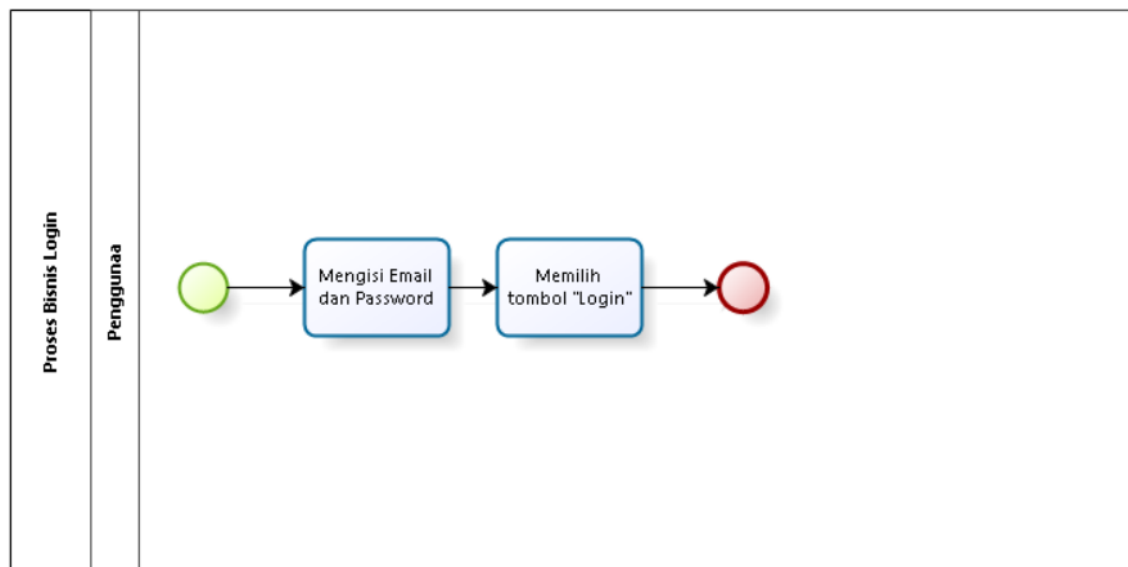 Proses Bisnis Login
Penggunaa
Mengisi Email
dan Password
Memilih
tombol "Login"